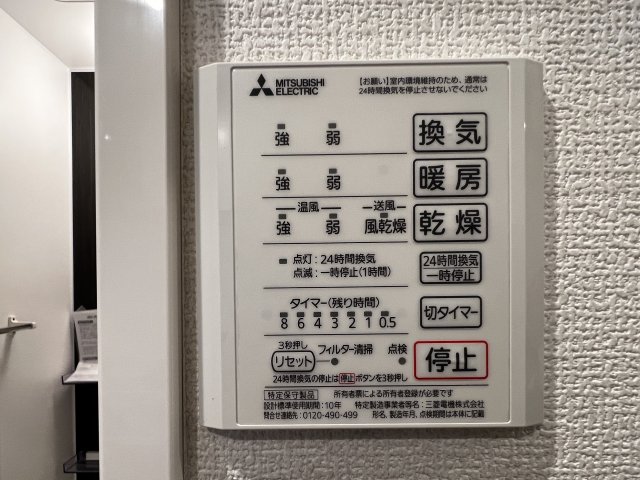 MITSUBISHI
ELECTRIC
【お願い】室内環境維持のため、通常は
24時間換気を停止させないでください
強 弱 換気
強 弱 暖房
温風 送風
強 弱 風乾燥 乾燥
点灯:24時間換気
点滅:一時停止(1時間)
24時間換気
一時停止
タイマー(残り時間)
8 6 4 3 2 1 0.5
切タイマー
3秒押し
リセット フィルター清掃 点検
停止
24時間換気の停止は停止ボタンを3秒押し
特定保守製品 所有者票による所有者登録が必要です
設計標準使用期間:10年 特定製造事業者等名:三菱電機株式会社
問合せ連絡先:0120-490-499 形名、製造年月、点検期間は本体に記載